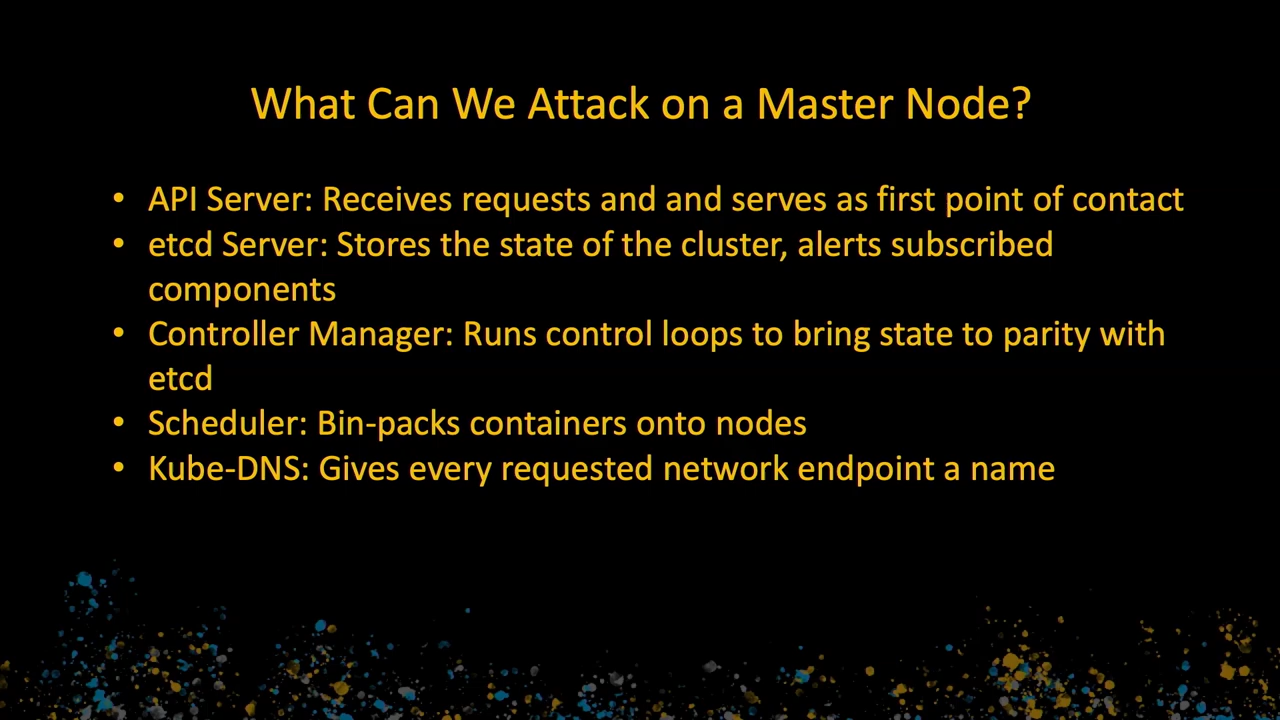 What Can We Attack on a Master Node?
• API Server: Receives requests and and serves as first point of contact
• etcd Server: Stores the state of the cluster, alerts subscribed
components
• Controller Manager: Runs control loops to bring state to parity with
etcd
• Scheduler: Bin-packs containers onto nodes
• Kube-DNS: Gives every requested network endpoint a name